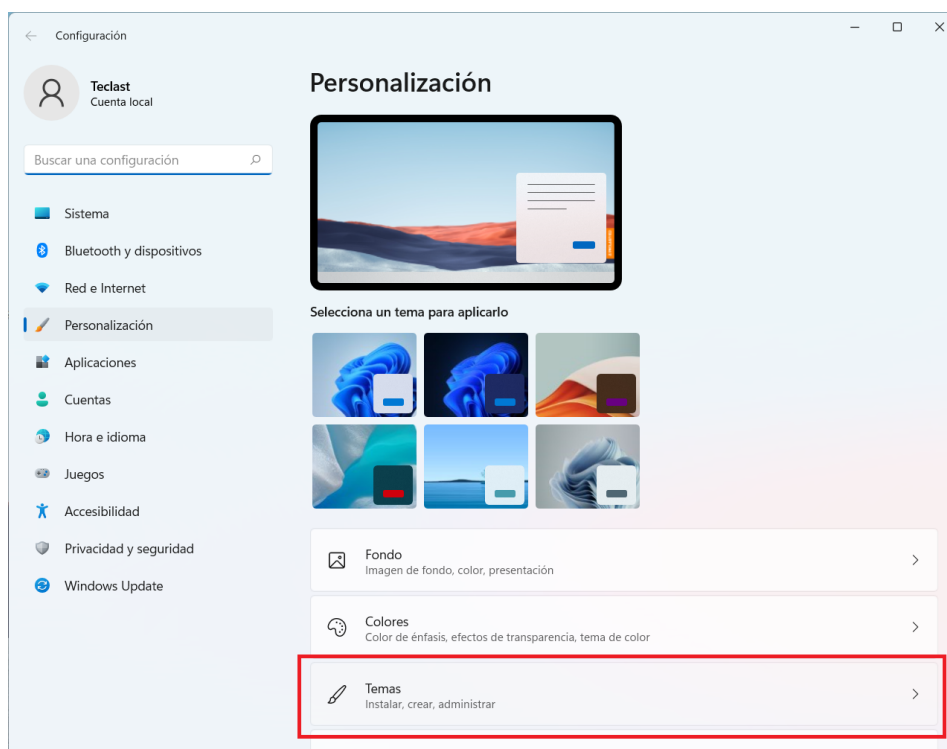 Configuración
Teclast
Cuenta local
Buscar una configuración
Sistema
Bluetooth y dispositivos
Red e Internet
Personalización
Aplicaciones
Cuentas
Hora e idioma
Juegos
Accesibilidad
Privacidad y seguridad
Windows Update
Personalización
Selecciona un tema para aplicarlo
Fondo
Imagen de fondo, color, presentación
Colores
Color de énfasis, efectos de transparencia, tema de color
Temas
Instalar, crear, administrar